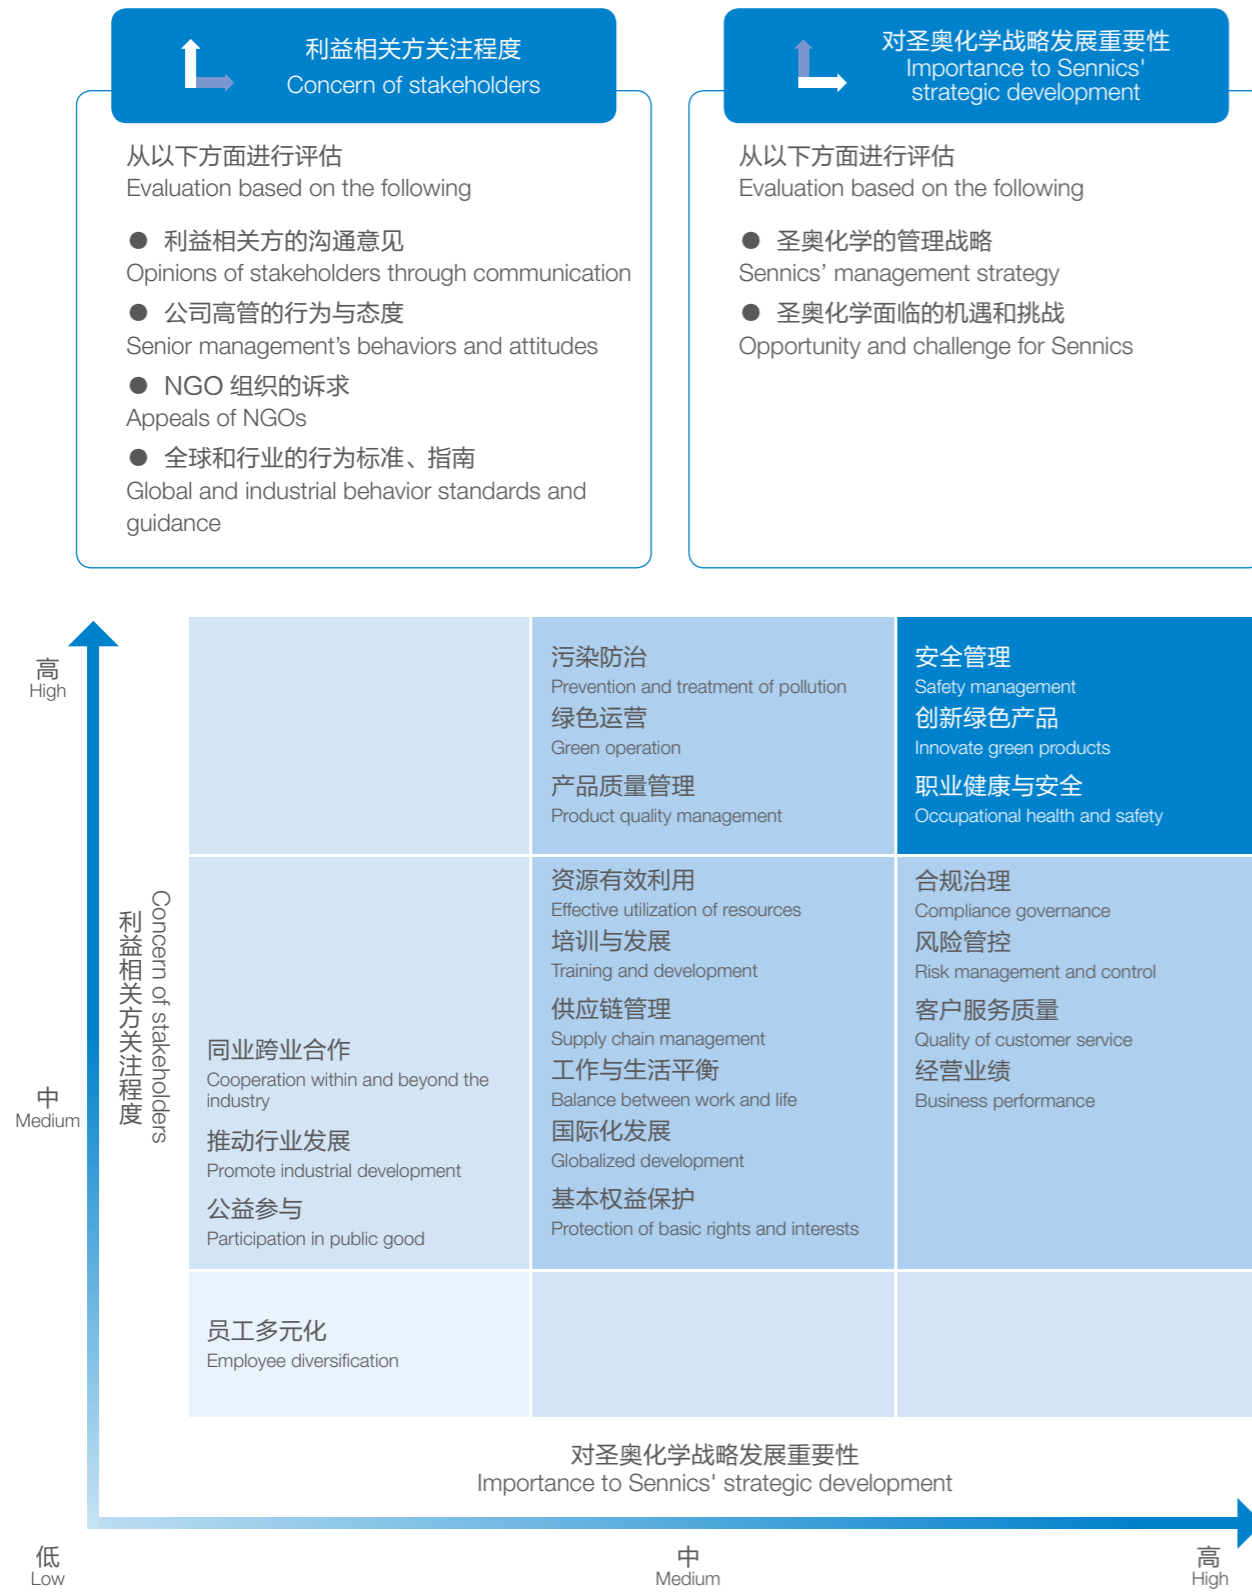 利益相关方关注程度
Concern of stakeholders
从以下方面进行评估
Evaluation based on the following
● 利益相关方的沟通意见
Opinions of stakeholders through communication
● 公司高管的行为与态度
Senior management’s behaviors and attitudes
● NGO 组织的诉求
Appeals of NGOs
● 全球和行业的行为标准、指南
Global and industrial behavior standards and
guidance
对圣奥化学战略发展重要性
Importance to Sennics'
strategic development
从以下方面进行评估
Evaluation based on the following
● 圣奥化学的管理战略
Sennics’ management strategy
● 圣奥化学面临的机遇和挑战
Opportunity and challenge for Sennics
高
High
污染防治
Prevention and treatment of pollution
绿色运营
Green operation
产品质量管理
Product quality management
安全管理
Safety management
创新绿色产品
Innovate green products
职业健康与安全
Occupational health and safety
利益相关方关注程度
Concern of stakeholders
中
Medium
同业跨业合作
Cooperation within and beyond the
industry
推动行业发展
Promote industrial development
公益参与
Participation in public good
资源有效利用
Effective utilization of resources
培训与发展
Training and development
供应链管理
Supply chain management
工作与生活平衡
Balance between work and life
国际化发展
Globalized development
基本权益保护
Protection of basic rights and interests
合规治理
Compliance governance
风险管控
Risk management and control
客户服务质量
Quality of customer service
经营业绩
Business performance
员工多元化
Employee diversification
对圣奥化学战略发展重要性
Importance to Sennics' strategic development
低
Low
中
Medium
高
High